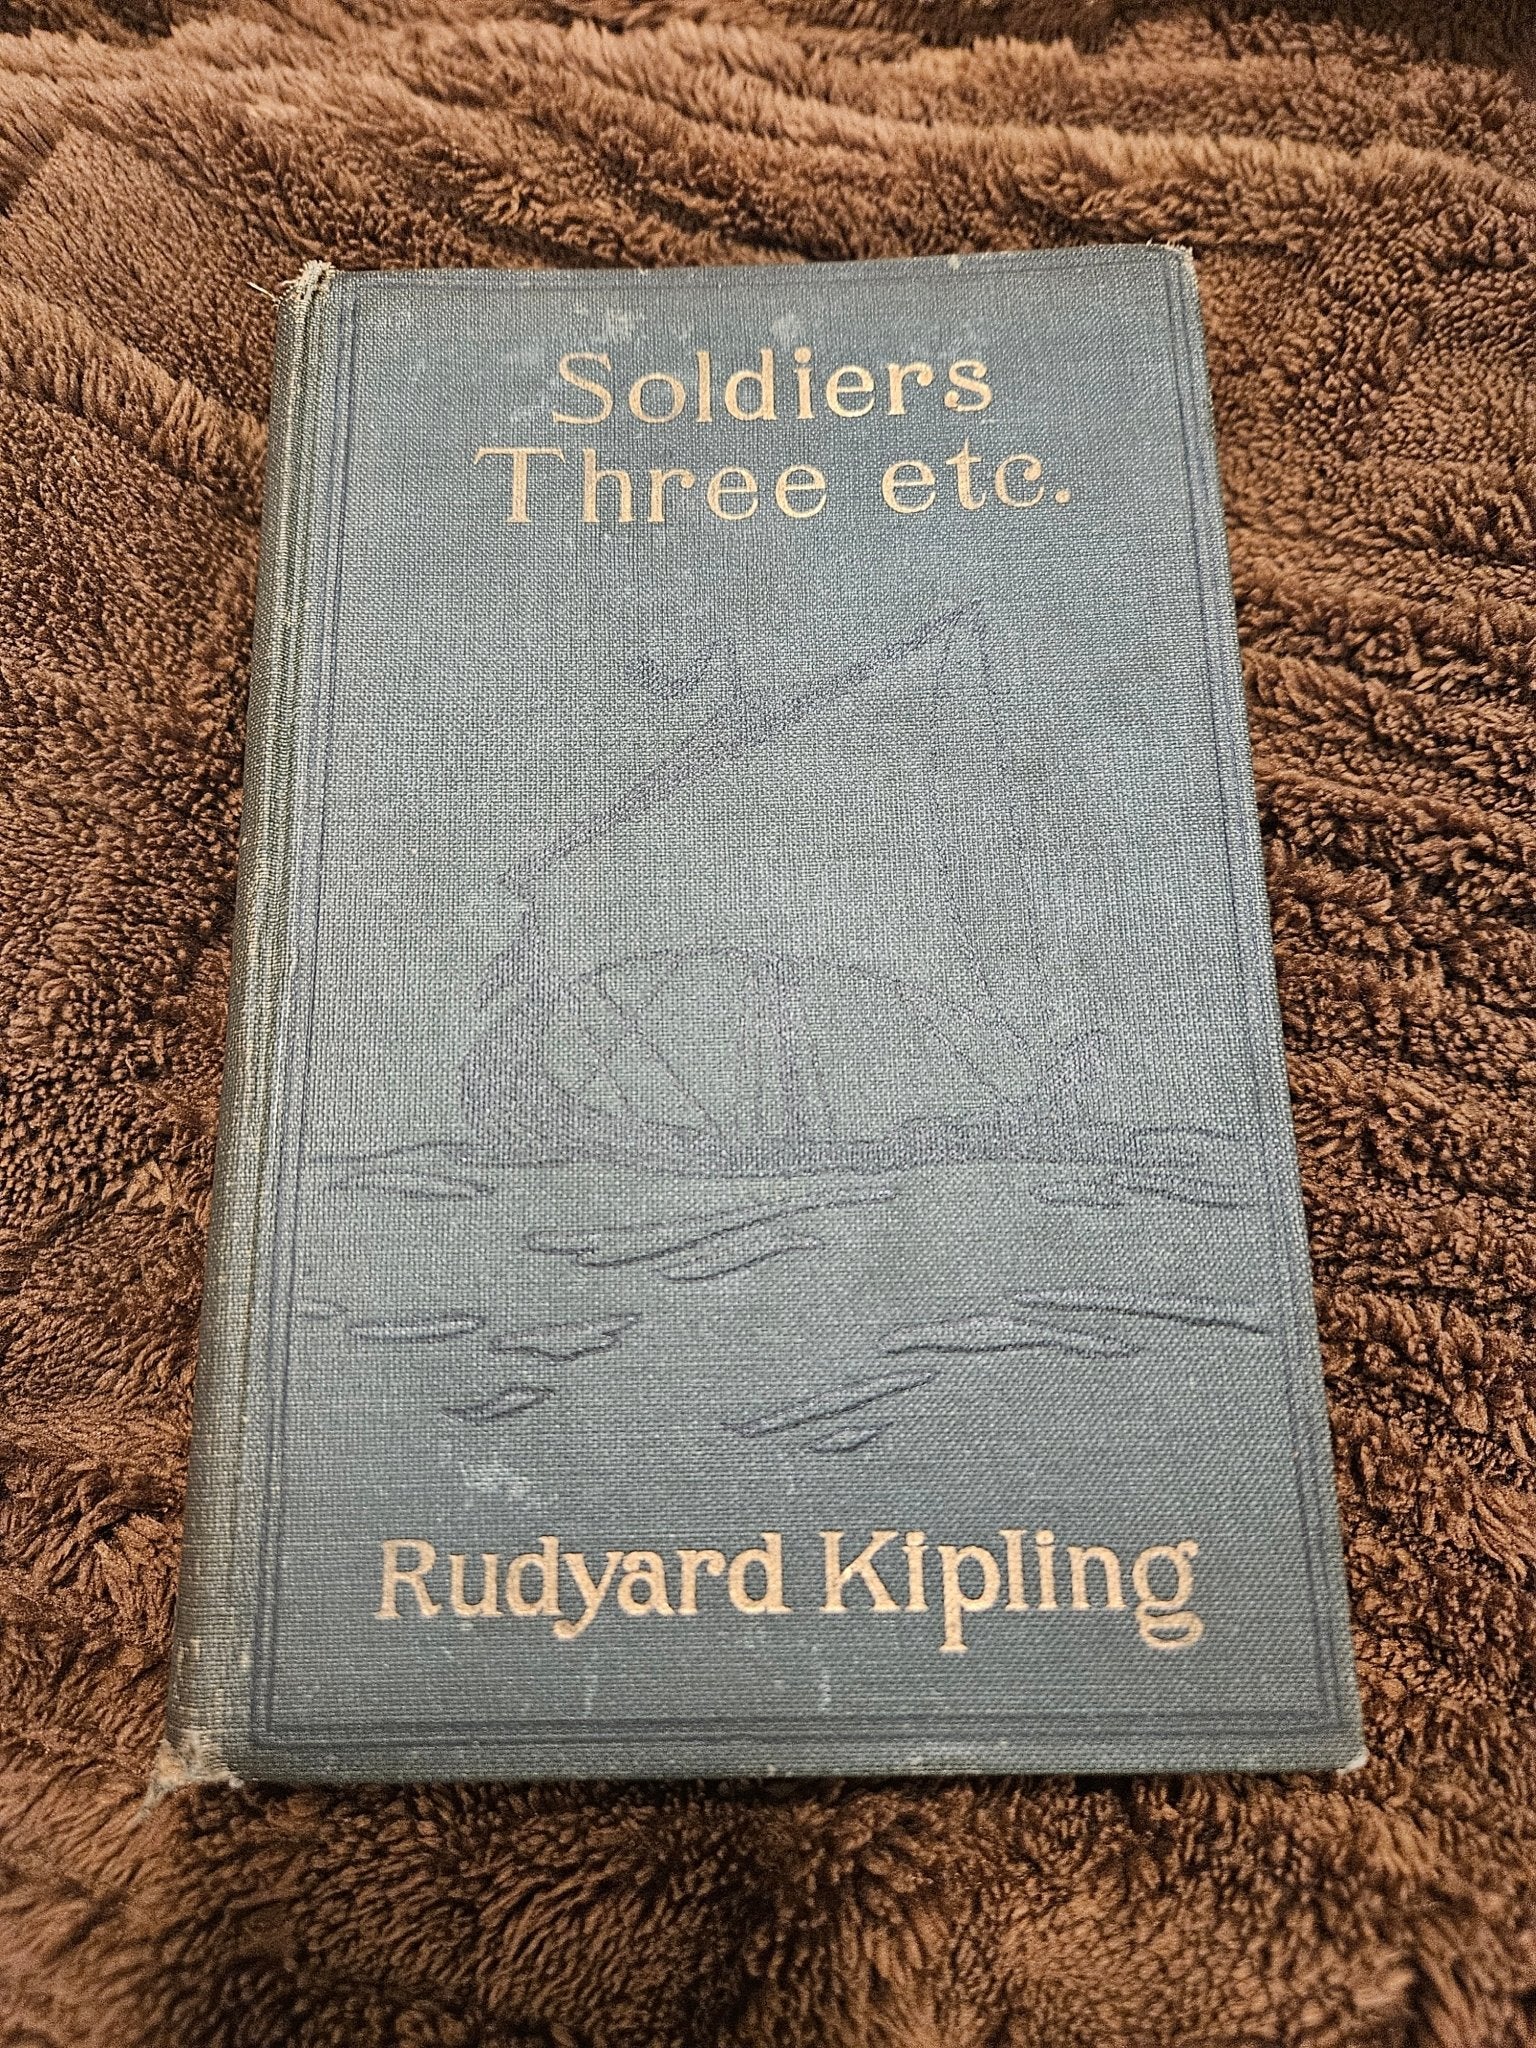 Soldiers
Three etc.
Rudyard Kipling